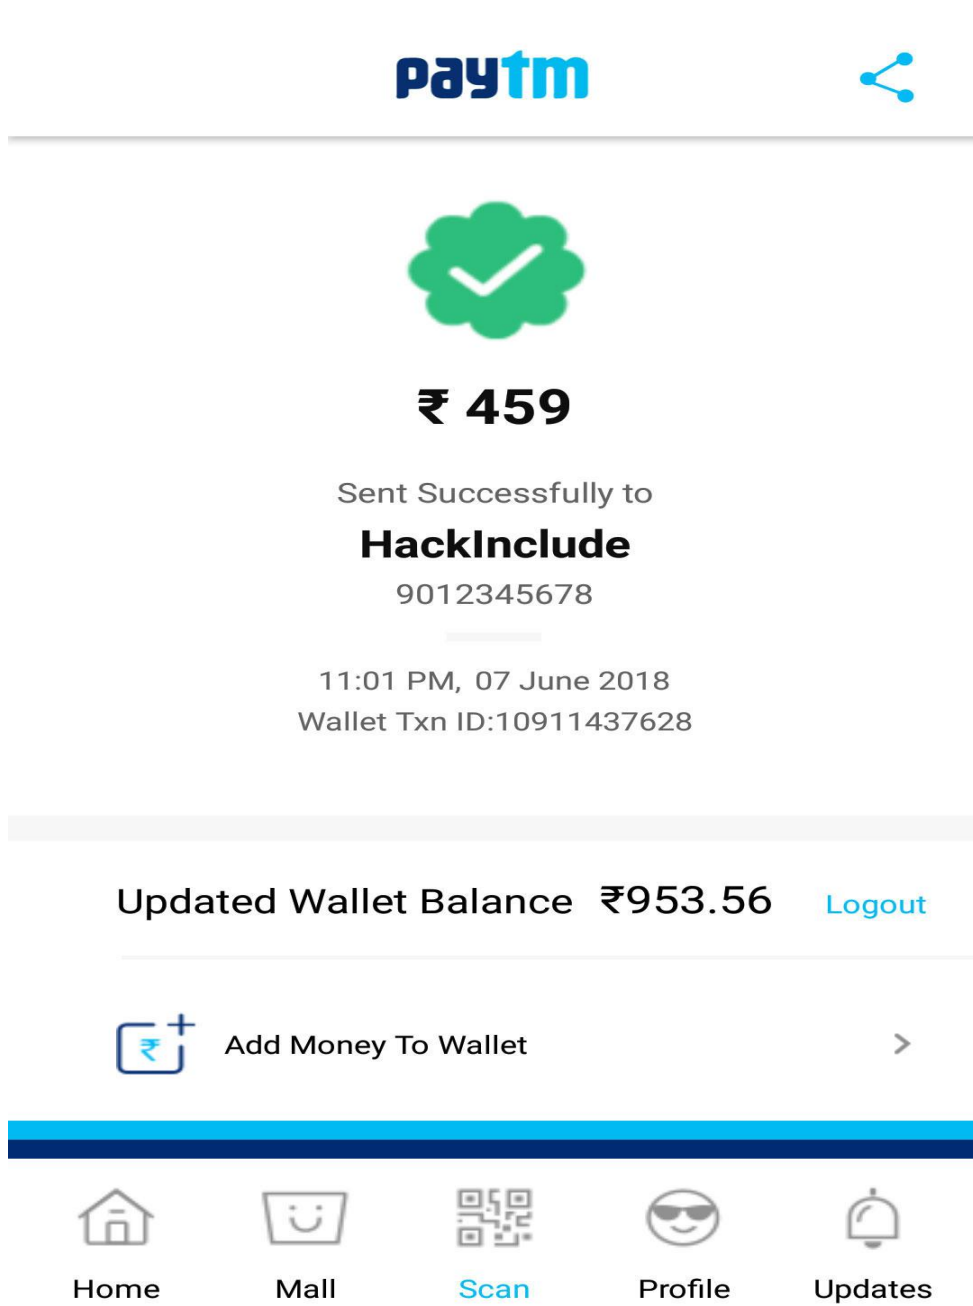 paytm
₹ 459
Sent Successfully to
HackInclude
9012345678
11:01 PM, 07 June 2018
Wallet Txn ID:10911437628
Updated Wallet Balance ₹953.56 Logout
₹ Add Money To Wallet
Home Mall Scan Profile Updates